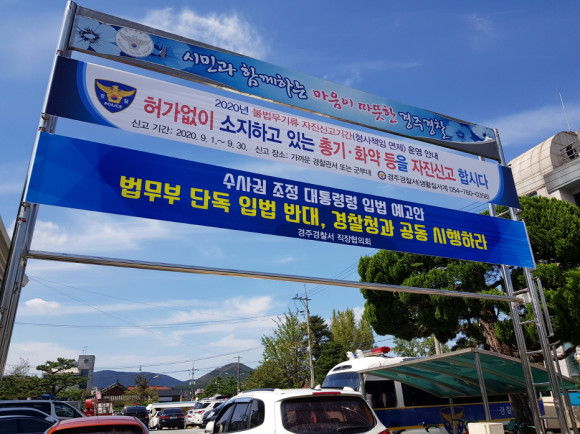 시민과 함께하는 마음이 따뜻한 경주경찰
2020년 불법무기류 자진신고기간(형사책임 면제) 운영 안내
허가없이 소지하고 있는 총기·화약 등을 자진신고 합시다
신고 기간: 2020. 9. 1.~ 9. 30. 신고 장소: 가까운 경찰관서 또는 군부대
경주경찰서(생활질서계) 054-760-0396
경찰
POLICE
수사권 조정 대통령령 입법 예고안
법무부 단독 입법 반대, 경찰청과 공동 시행하라
경주경찰서 직장협의회